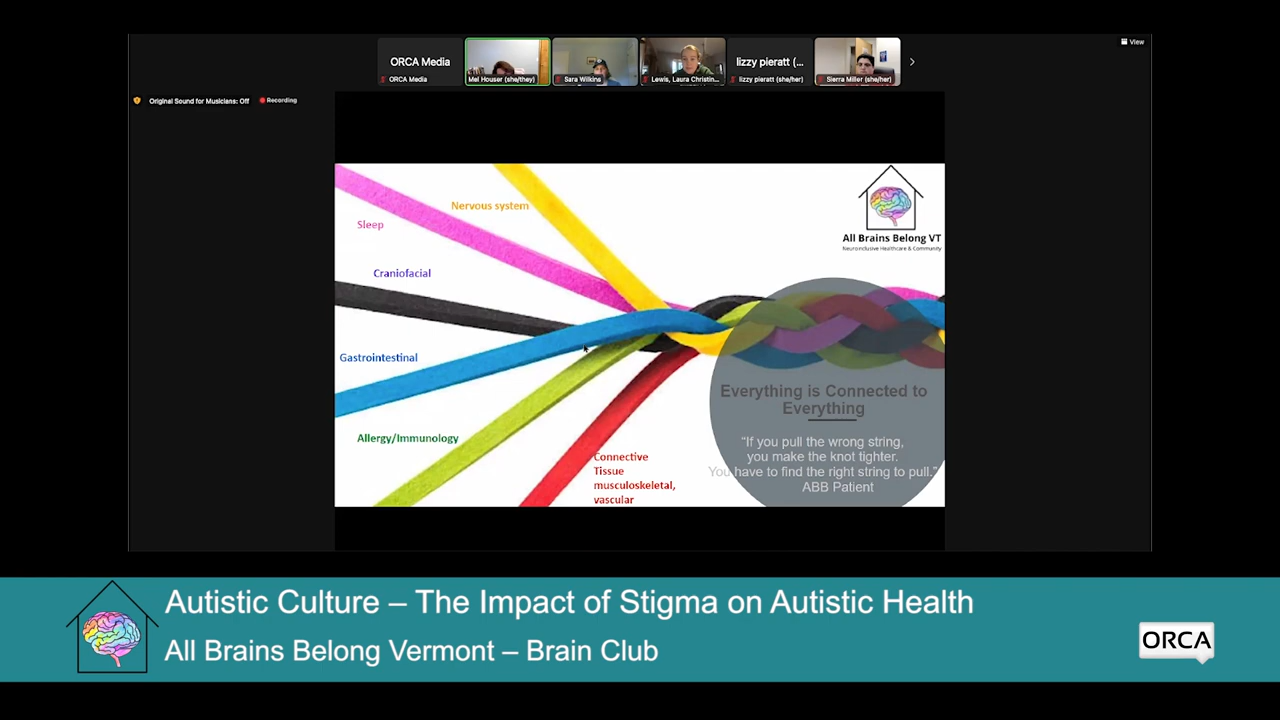 View
ORCA Media
lizzy pieratt (...
ORCA Media
Mel Houser (she/they)
Sara Wilkins
Lewis, Laura Christin...
lizzy pieratt (she/her)
Sierra Miller (she/her)
Original Sound for Musicians: Off
Recording
Nervous system
Sleep
Craniofacial
Gastrointestinal
Allergy/Immunology
Connective
Tissue
musculoskeletal,
vascular
All Brains Belong VT
Neuroinclusive Healthcare & Community
Everything is Connected to
Everything
“If you pull the wrong string,
you make the knot tighter.
You have to find the right string to pull.”
ABB Patient
Autistic Culture – The Impact of Stigma on Autistic Health
All Brains Belong Vermont – Brain Club
ORCA